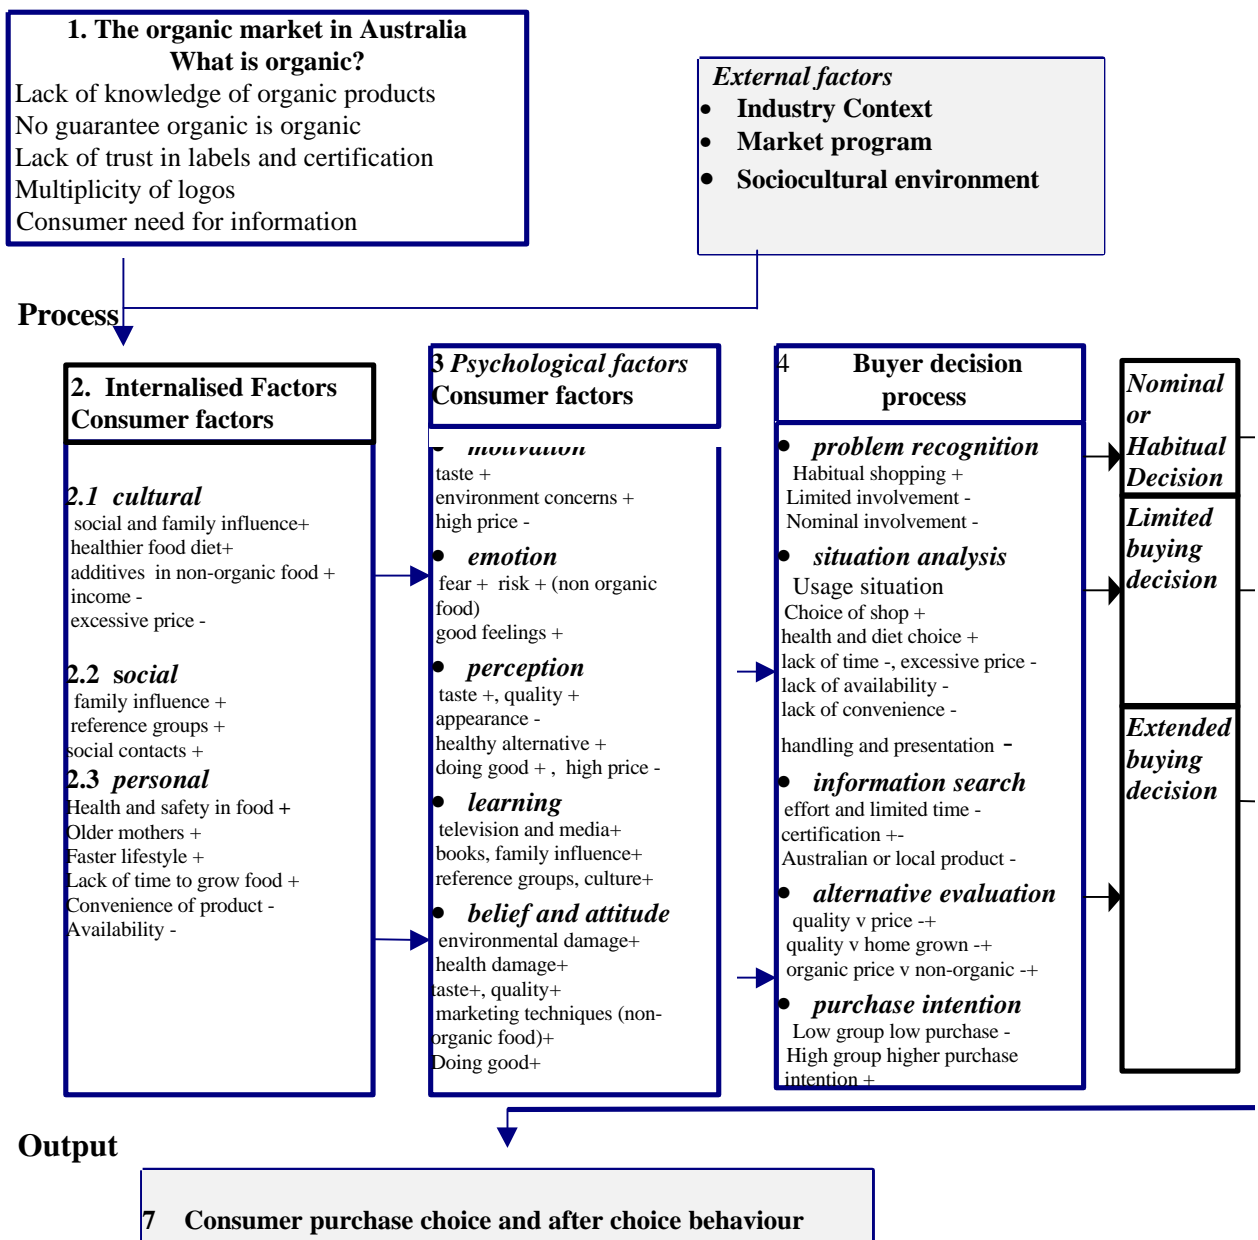 1. The organic market in Australia
What is organic?
Lack of knowledge of organic products
No guarantee organic is organic
Lack of trust in labels and certification
Multiplicity of logos
Consumer need for information
External factors
• Industry Context
• Market program
• Sociocultural environment
Process
2. Internalised Factors
Consumer factors
2.1 cultural
social and family influence+
healthier food diet+
additives in non-organic food +
income -
excessive price -
2.2 social
family influence +
reference groups +
social contacts +
2.3 personal
Health and safety in food +
Older mothers +
Faster lifestyle +
Lack of time to grow food +
Convenience of product -
Availability -
3 Psychological factors
Consumer factors
• motivation
taste +
environment concerns +
high price -
• emotion
fear + risk + (non organic
food)
good feelings +
• perception
taste +, quality +
appearance -
healthy alternative +
doing good + , high price -
• learning
television and media+
books, family influence+
reference groups, culture+
• belief and attitude
environmental damage+
health damage+
taste+, quality+
marketing techniques (non-
organic food)+
Doing good+
4 Buyer decision
process
• problem recognition
Habitual shopping +
Limited involvement -
Nominal involvement -
• situation analysis
Usage situation
Choice of shop +
health and diet choice +
lack of time -, excessive price -
lack of availability -
lack of convenience -
handling and presentation -
• information search
effort and limited time -
certification +-
Australian or local product -
• alternative evaluation
quality v price -+
quality v home grown -+
organic price v non-organic -+
• purchase intention
Low group low purchase -
High group higher purchase
intention +
Nominal
or
Habitual
Decision
Limited
buying
decision
Extended
buying
decision
Output
7 Consumer purchase choice and after choice behaviour